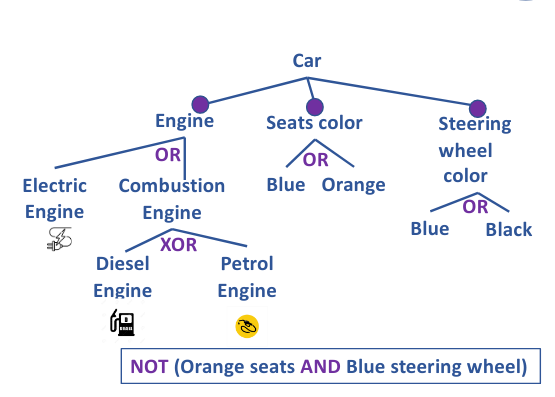 Car
Engine
Seats color
Steering
wheel
color
OR
OR
OR
Electric
Engine
Combustion
Engine
Blue
Orange
Blue
Black
XOR
Diesel
Engine
Petrol
Engine
NOT (Orange seats AND Blue steering wheel)